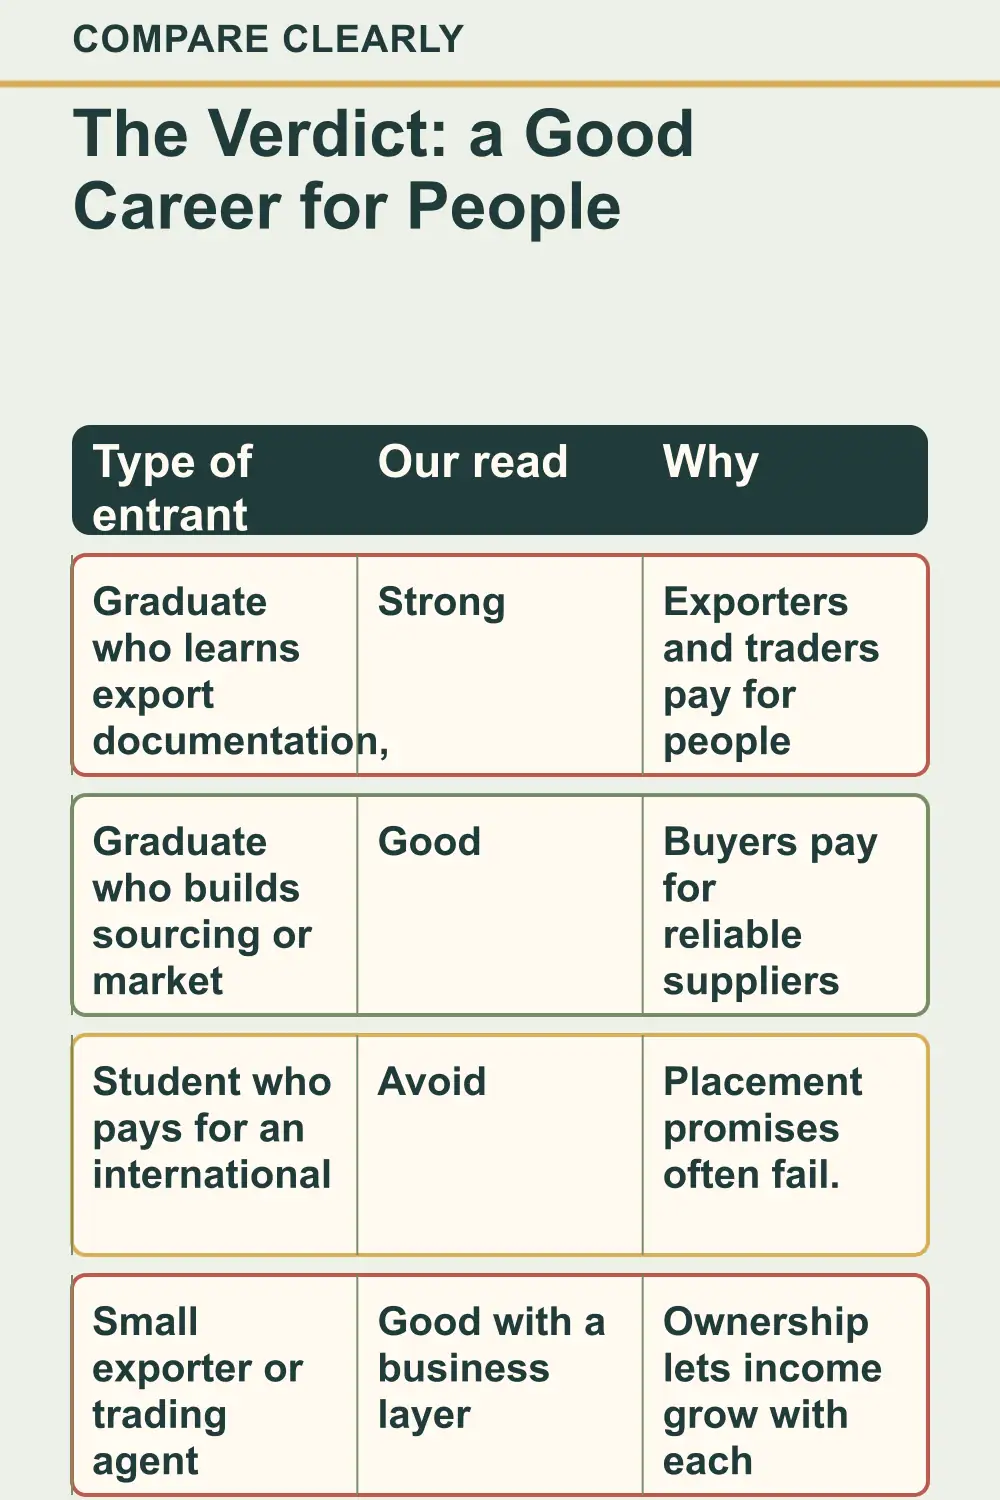 COMPARE CLEARLY
The Verdict: a Good
Career for People
Type of
entrant
Our read
Why
Graduate
who learns
export
documentation,
Strong
Exporters
and traders
pay for
people
Graduate
who builds
sourcing or
market
Good
Buyers pay
for
reliable
suppliers
Student who
pays for an
international
Avoid
Placement
promises
often fail.
Small
exporter or
trading
agent
Good with a
business
layer
Ownership
lets income
grow with
each